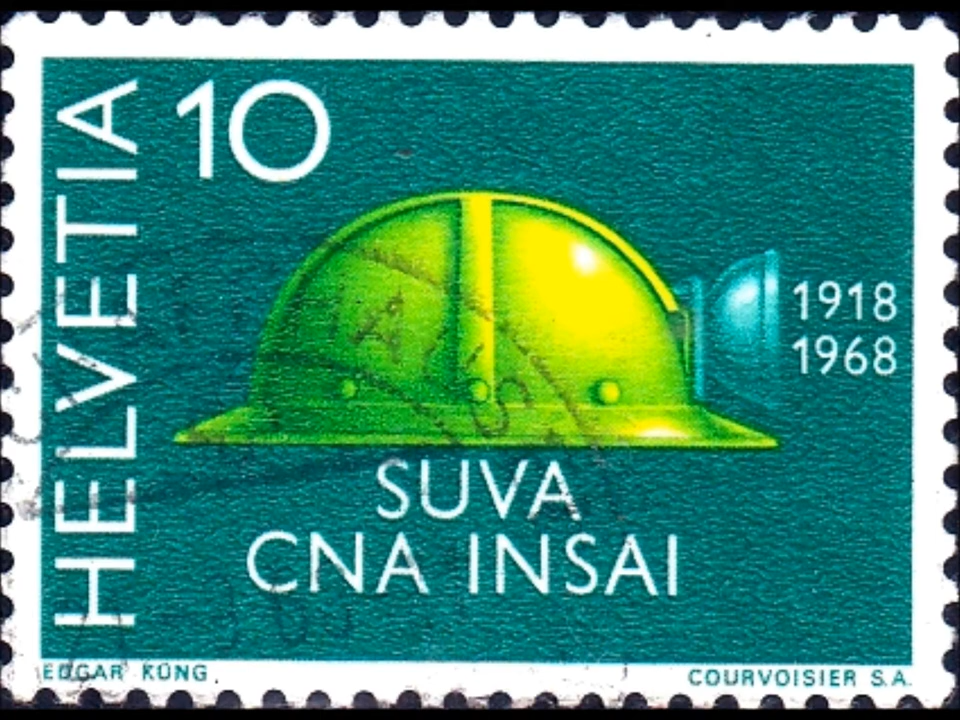 HELVETIA
10
1918
1968
SUVA
CNA INSAI
EDGAR KÜNG.
COURVOISIER S.A.